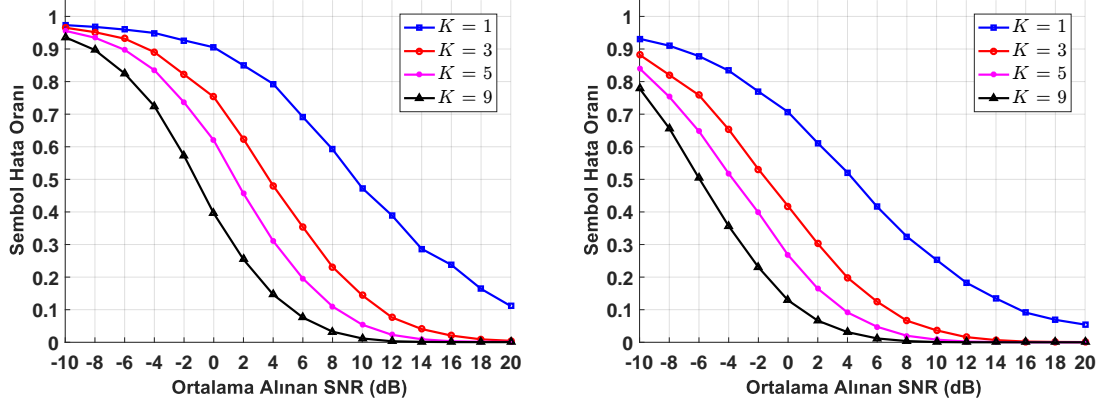 1
0.9
0.8
0.7
0.6
0.5
0.4
0.3
0.2
0.1
0
-10 -8 -6 -4 -2 0 2 4 6 8 10 12 14 16 18 20
Sembol Hata Oranı
Ortalama Alınan SNR (dB)
K = 1
K = 3
K = 5
K = 9
1
0.9
0.8
0.7
0.6
0.5
0.4
0.3
0.2
0.1
0
-10 -8 -6 -4 -2 0 2 4 6 8 10 12 14 16 18 20
Sembol Hata Oranı
Ortalama Alınan SNR (dB)
K = 1
K = 3
K = 5
K = 9